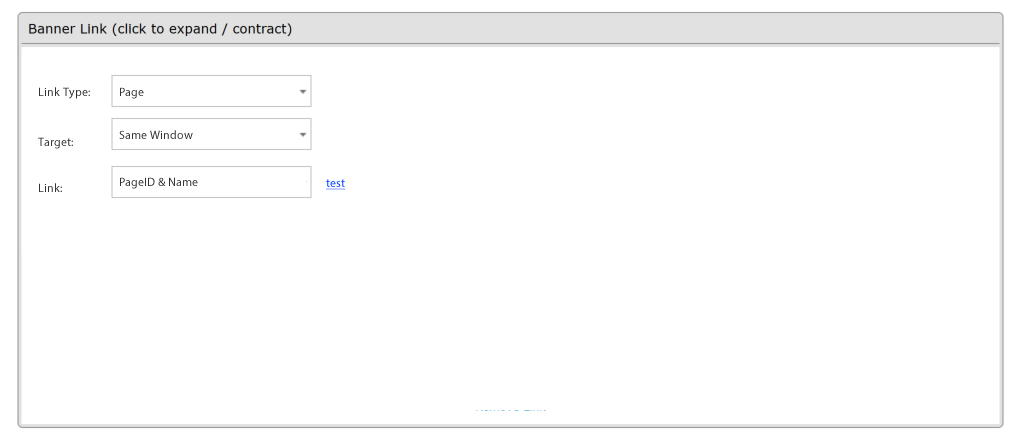 Banner Link (click to expand / contract)
Link Type: Page
Target: Same Window
Link: PageID & Name test